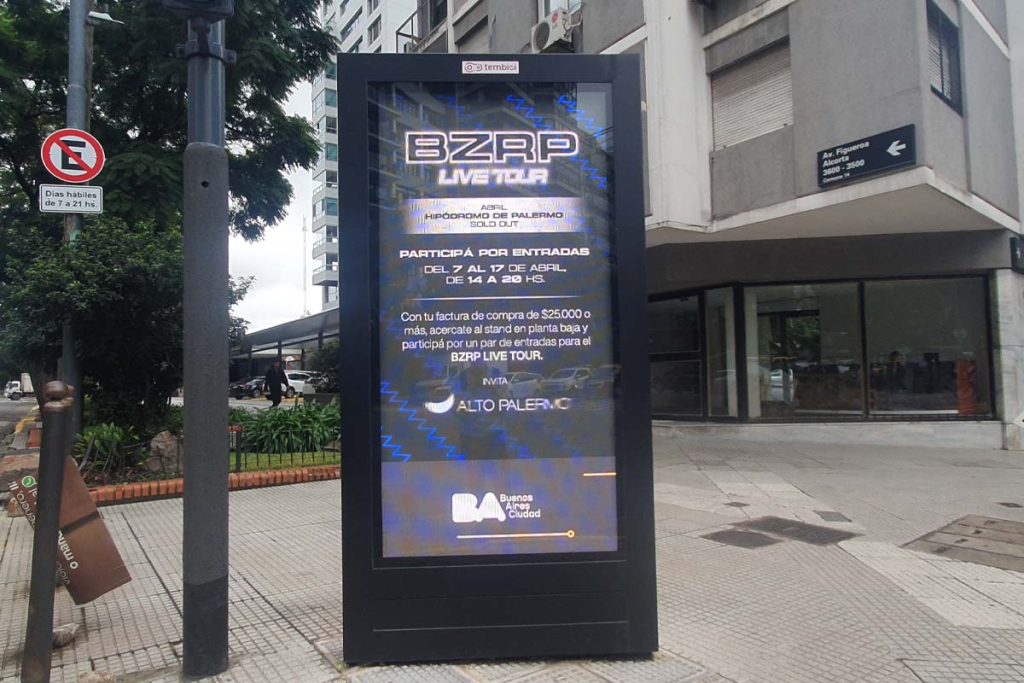 tembici
BZRP
LIVE TOUR
ABRIL
HIPÓDROMO DE PALERMO
SOLD OUT
PARTICIPÁ POR ENTRADAS
DEL 7 AL 17 DE ABRIL,
DE 14 A 20 HS.
Con tu factura de compra de $25.000 o
más, acercate al stand en planta baja y
participá por un par de entradas para el
BZRP LIVE TOUR.
INVITA
ALTO PALERMO
BA Buenos
Aires
Ciudad
E
Días hábiles
de 7 a 21 hs.
Av. Figueroa
Alcorta
3600 - 3500
Comuna 14